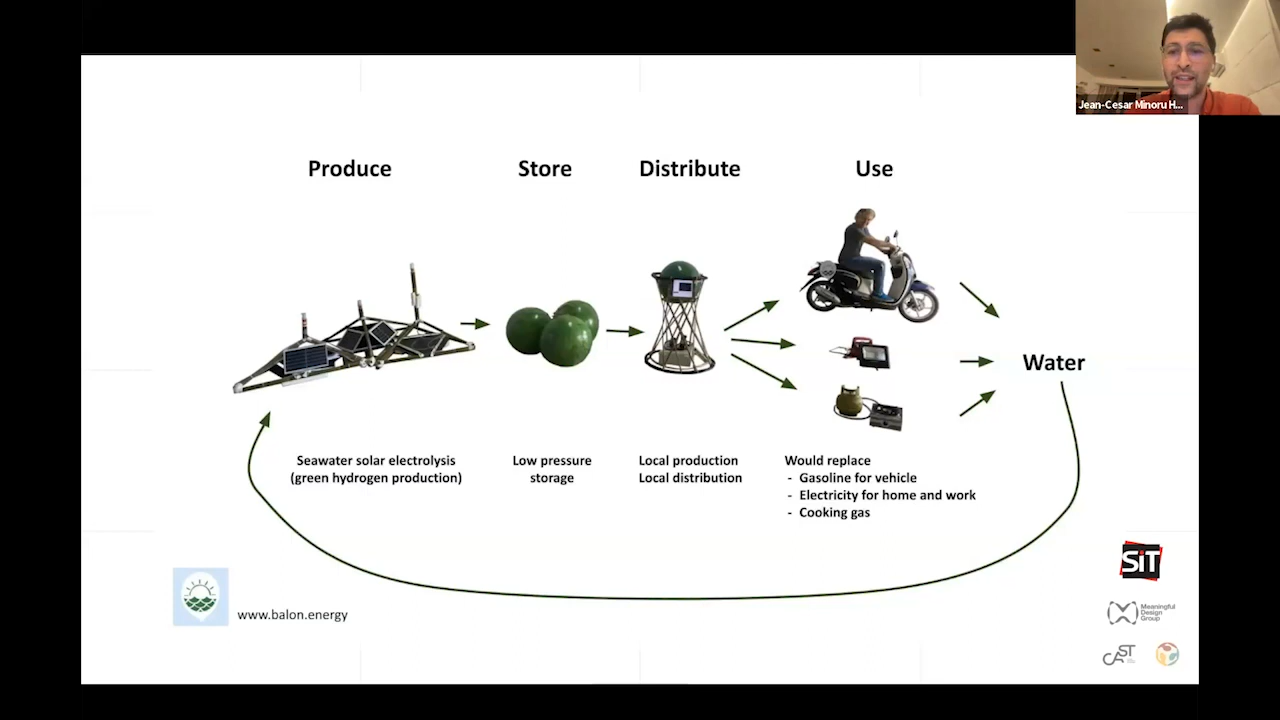 Jean-Cesar Minoru H...
Produce
Store
Distribute
Use
Water
Seawater solar electrolysis
(green hydrogen production)
Low pressure
storage
Local production
Local distribution
Would replace
- Gasoline for vehicle
- Electricity for home and work
- Cooking gas
www.balon.energy
SiT
Meaningful
Design
Group
CAST